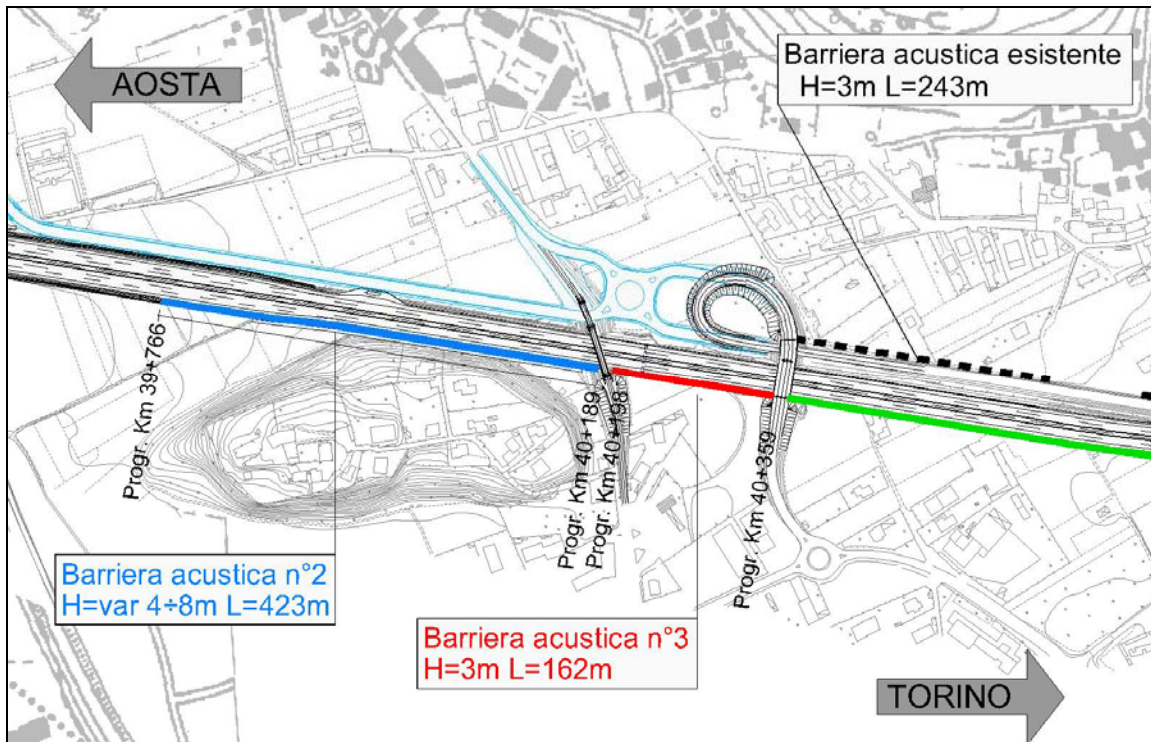 AOSTA
Barriera acustica esistente
H=3m L=243m
Progr. Km 39+766
Progr. Km 40+189
Progr. Km 40+198
Progr. Km 40+359
Barriera acustica n°2
H=var 4÷8m L=423m
Barriera acustica n°3
H=3m L=162m
TORINO